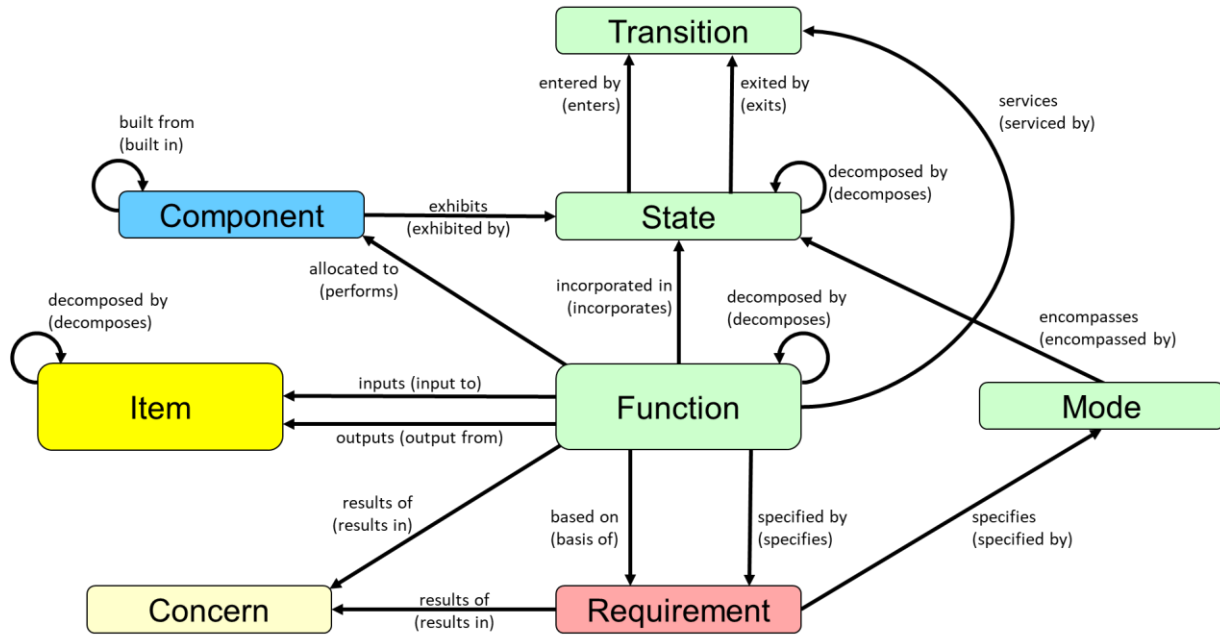 Transition
entered by
(enters)
exited by
(exits)
services
(serviced by)
built from
(built in)
decomposed by
(decomposes)
Component
exhibits
(exhibited by)
State
allocated to
(performs)
incorporated in
(incorporates)
decomposed by
(decomposes)
decomposed by
(decomposes)
encompasses
(encompassed by)
Item
inputs (input to)
outputs (output from)
Function
Mode
results of
(results in)
based on
(basis of)
specified by
(specifies)
specifies
(specified by)
Concern
results of
(results in)
Requirement